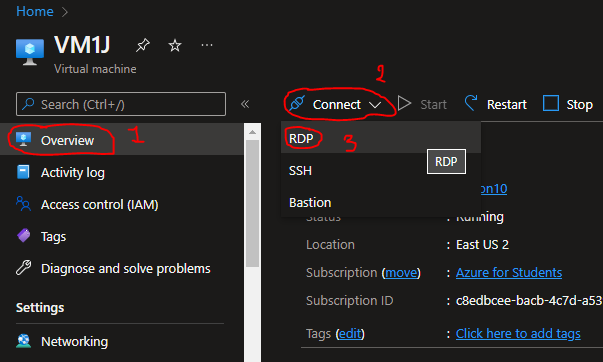 Home >
VM1J
...
Virtual machine
Search (Ctrl+/)
«
Connect
2
Start
Restart
Stop
Overview
1
RDP
3
RDP
Activity log
SSH
on10
Access control (IAM)
Bastion
Status : Running
Tags
Location : East US 2
Diagnose and solve problems
Subscription (move) : Azure for Students
Settings
Subscription ID : c8edbcee-bacb-4c7d-a53
Networking
Tags (edit) : Click here to add tags